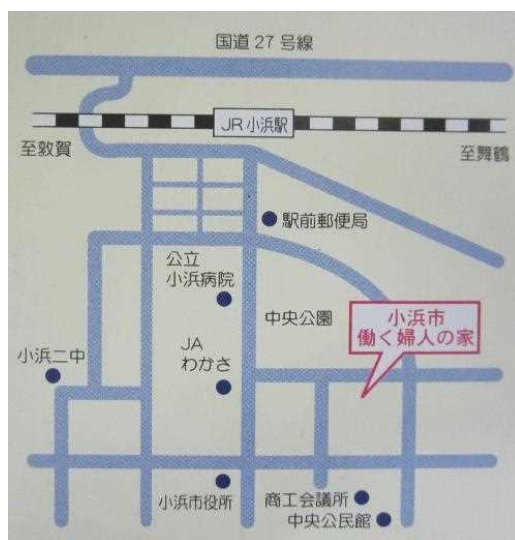 国道27号線
JR小浜駅
至敦賀
至舞鶴
駅前郵便局
公立
小浜病院
中央公園
小浜市
働く婦人の家
JA
わかさ
小浜二中
小浜市役所
商工会議所
中央公民館